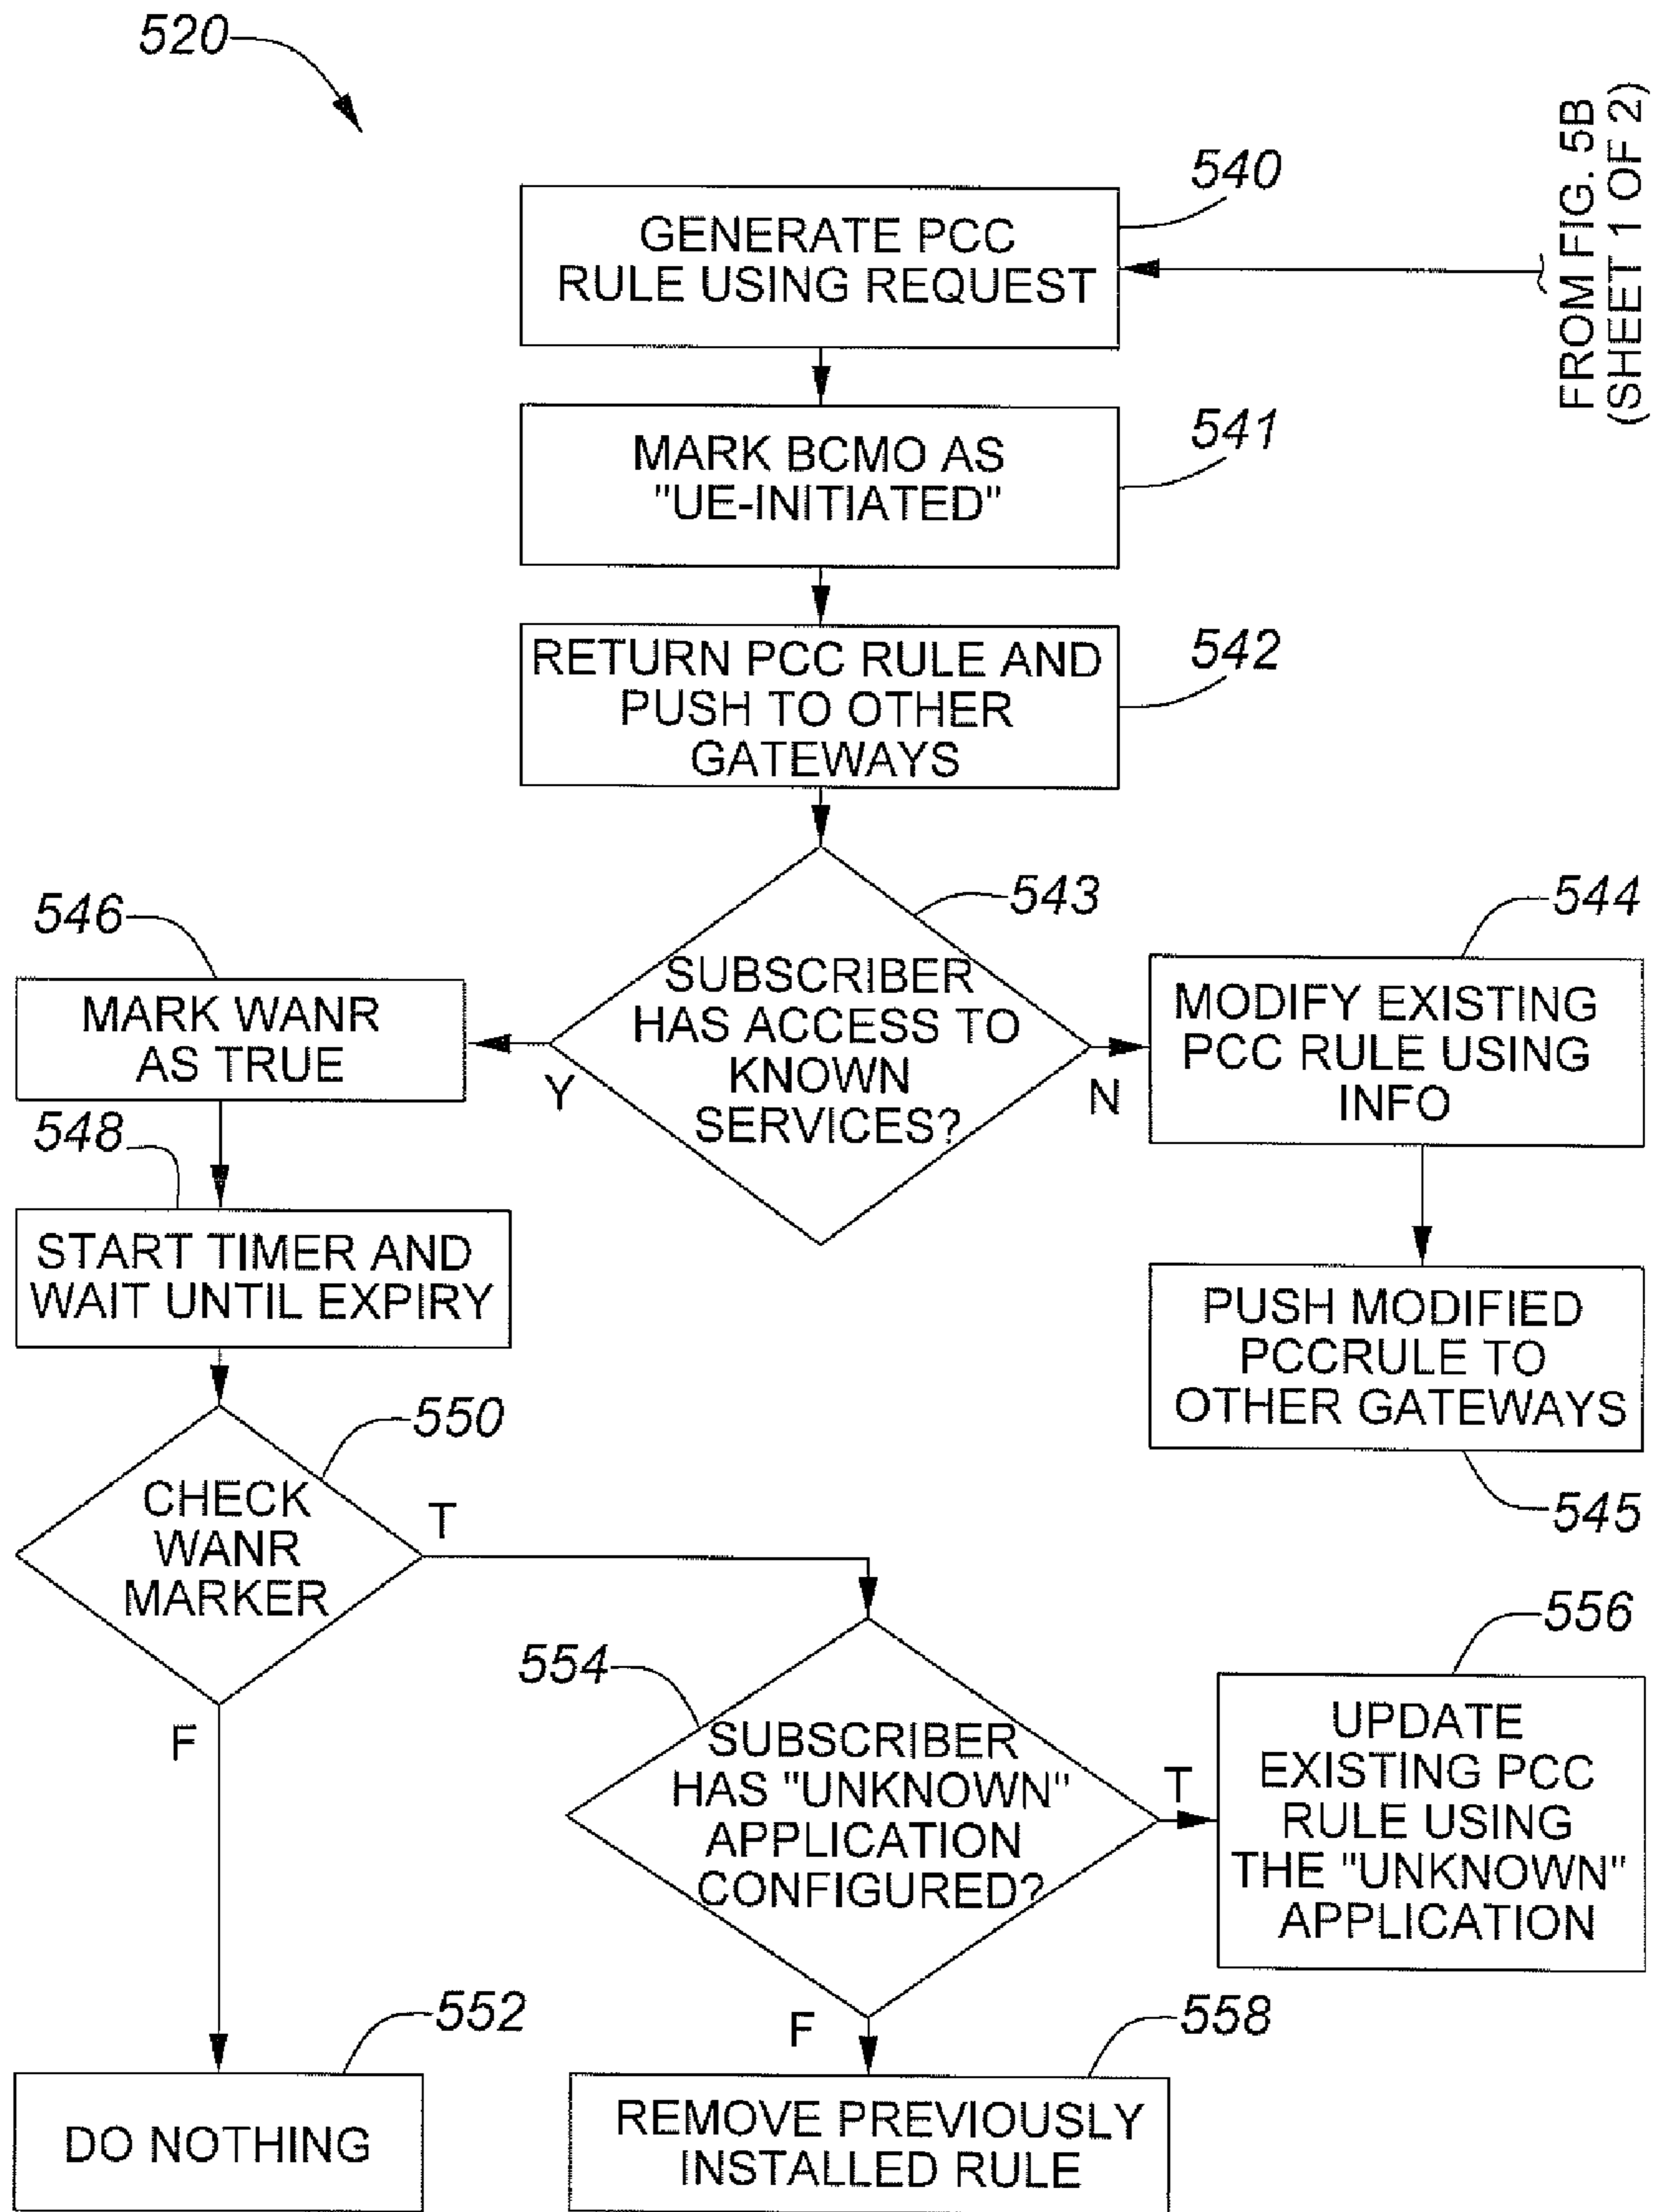 520
FROM FIG. 5B
(SHEET 1 OF 2)
540
GENERATE PCC
RULE USING REQUEST
541
MARK BCMO AS
"UE-INITIATED"
542
RETURN PCC RULE AND
PUSH TO OTHER
GATEWAYS
543
SUBSCRIBER
HAS ACCESS TO
KNOWN
SERVICES?
Y
N
544
MODIFY EXISTING
PCC RULE USING
INFO
PUSH MODIFIED
PCCRULE TO
OTHER GATEWAYS
545
546
MARK WANR
AS TRUE
548
START TIMER AND
WAIT UNTIL EXPIRY
550
CHECK
WANR
MARKER
T
F
554
SUBSCRIBER
HAS "UNKNOWN"
APPLICATION
CONFIGURED?
T
F
556
UPDATE
EXISTING PCC
RULE USING
THE "UNKNOWN"
APPLICATION
552
DO NOTHING
558
REMOVE PREVIOUSLY
INSTALLED RULE